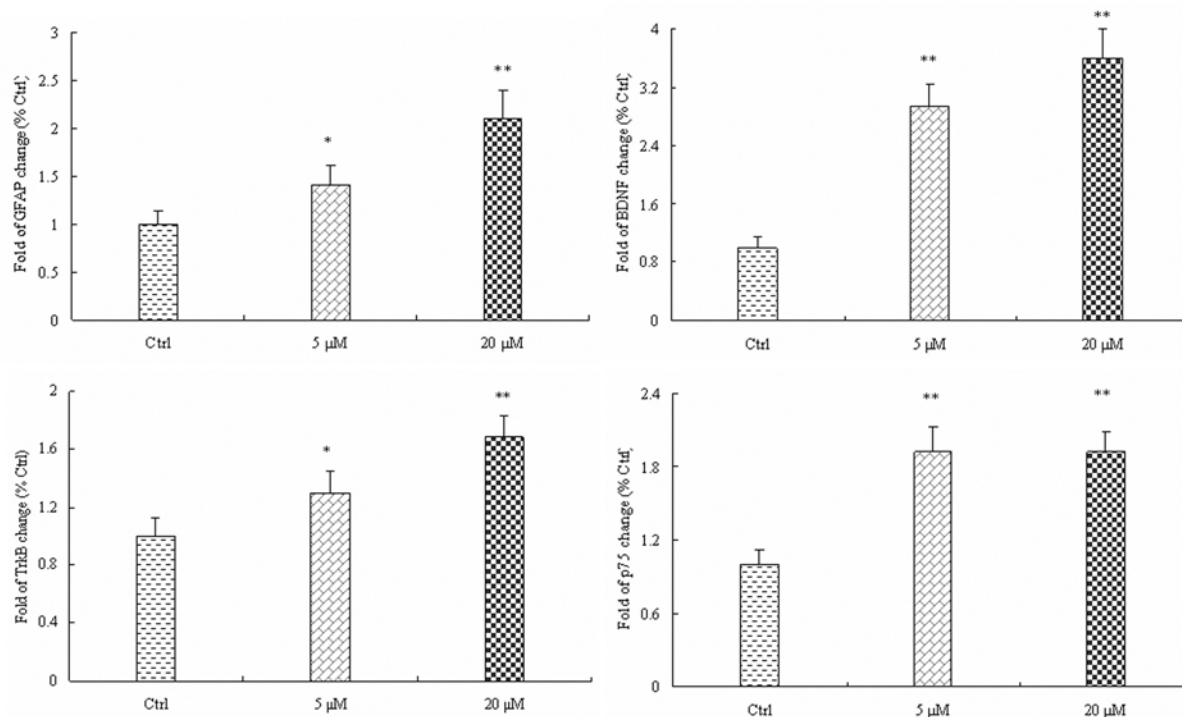 Fold of GFAP change (% Ctrl)
3
2.5
2
1.5
1
0.5
0
*
**
Ctrl
5 µM
20 µM
Fold of BDNF change (% Ctrl)
4
3.2
2.4
1.6
0.8
0
**
**
Ctrl
5 µM
20 µM
Fold of TrkB change (% Ctrl)
2
1.6
1.2
0.8
0.4
0
*
**
Ctrl
5 µM
20 µM
Fold of p75 change (% Ctrl)
2.4
1.8
1.2
0.6
0
**
**
Ctrl
5 µM
20 µM